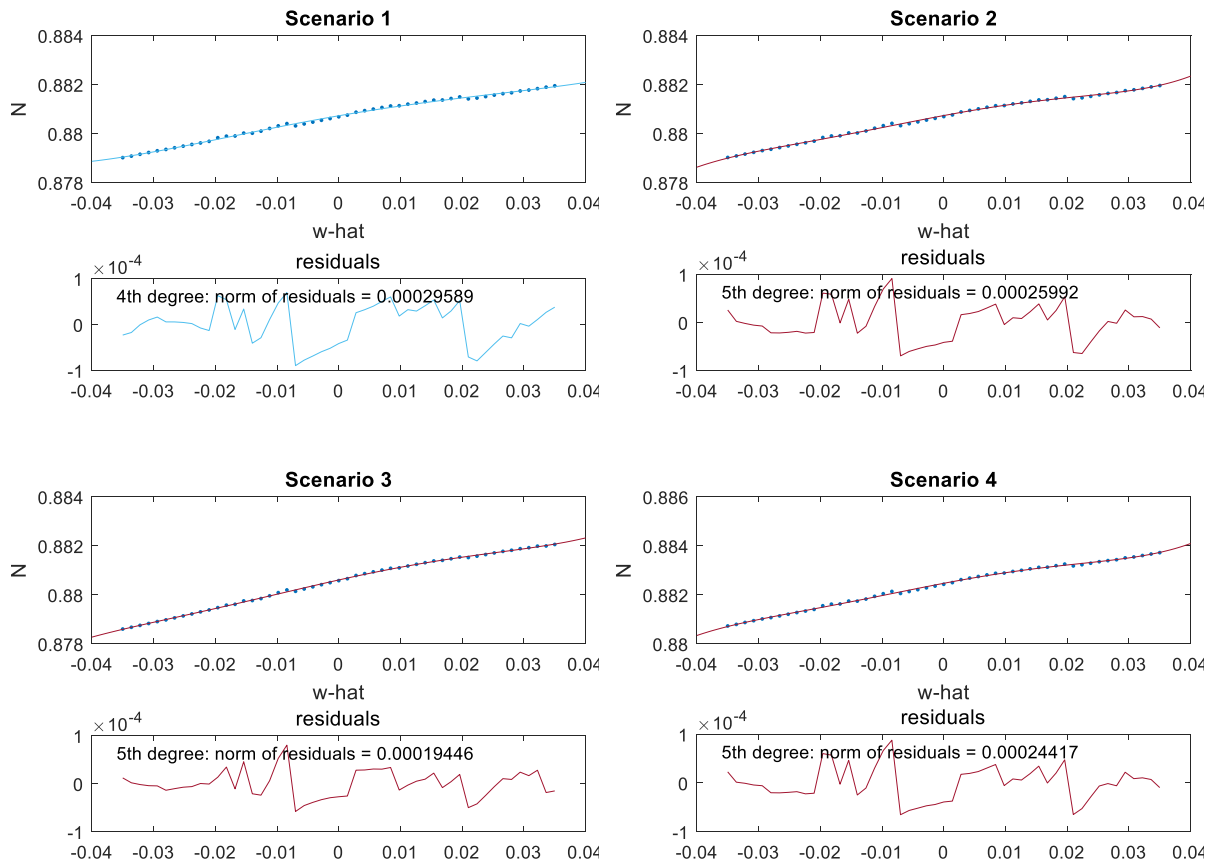 Scenario 1
0.884
0.882
0.88
0.878
N
-0.04 -0.03 -0.02 -0.01 0 0.01 0.02 0.03 0.04
w-hat
residuals
×10-4
1
0
-1
4th degree: norm of residuals = 0.00029589
-0.04 -0.03 -0.02 -0.01 0 0.01 0.02 0.03 0.04
Scenario 2
0.884
0.882
0.88
0.878
N
-0.04 -0.03 -0.02 -0.01 0 0.01 0.02 0.03 0.04
w-hat
residuals
×10-4
1
0
-1
5th degree: norm of residuals = 0.00025992
-0.04 -0.03 -0.02 -0.01 0 0.01 0.02 0.03 0.04
Scenario 3
0.884
0.882
0.88
0.878
N
-0.04 -0.03 -0.02 -0.01 0 0.01 0.02 0.03 0.04
w-hat
residuals
×10-4
1
0
-1
5th degree: norm of residuals = 0.00019446
-0.04 -0.03 -0.02 -0.01 0 0.01 0.02 0.03 0.04
Scenario 4
0.886
0.884
0.882
0.88
N
-0.04 -0.03 -0.02 -0.01 0 0.01 0.02 0.03 0.04
w-hat
residuals
×10-4
1
0
-1
5th degree: norm of residuals = 0.00024417
-0.04 -0.03 -0.02 -0.01 0 0.01 0.02 0.03 0.04